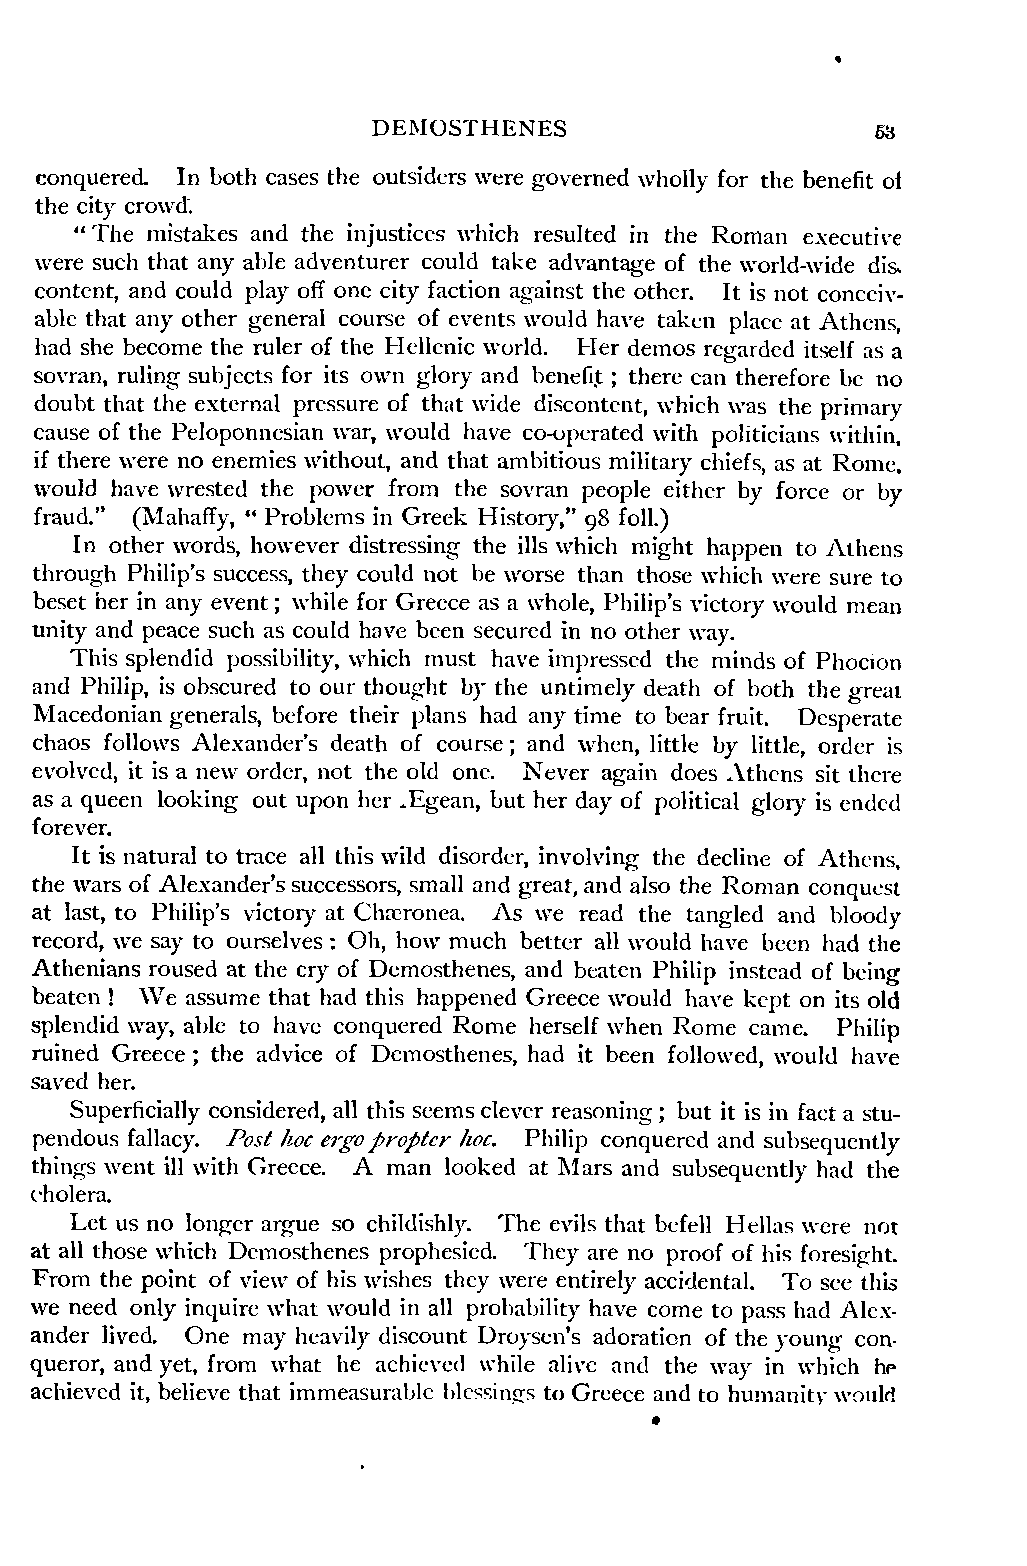 DEMOSTHENES 53
conquered. In both cases the outsiders were governed wholly for the benefit of
the city crowd.
“The mistakes and the injustices which resulted in the Roman executive
were such that any able adventurer could take advantage of the world-wide dis-
content, and could play off one city faction against the other. It is not conceiv-
able that any other general course of events would have taken place at Athens,
had she become the ruler of the Hellenic world. Her demos regarded itself as a
sovran, ruling subjects for its own glory and benefit ; there can therefore be no
doubt that the external pressure of that wide discontent, which was the primary
cause of the Peloponnesian war, would have co-operated with politicians within,
if there were no enemies without, and that ambitious military chiefs, as at Rome,
would have wrested the power from the sovran people either by force or by
fraud.” (Mahaffy, “ Problems in Greek History,” 98 foll.)
In other words, however distressing the ills which might happen to Athens
through Philip's success, they could not be worse than those which were sure to
beset her in any event ; while for Greece as a whole, Philip's victory would mean
unity and peace such as could have been secured in no other way.
This splendid possibility, which must have impressed the minds of Phocion
and Philip, is obscured to our thought by the untimely death of both the great
Macedonian generals, before their plans had any time to bear fruit. Desperate
chaos follows Alexander's death of course ; and when, little by little, order is
evolved, it is a new order, not the old one. Never again does Athens sit there
as a queen looking out upon her Ægean, but her day of political glory is ended
forever.
It is natural to trace all this wild disorder, involving the decline of Athens,
the wars of Alexander's successors, small and great, and also the Roman conquest
at last, to Philip's victory at Chæronea. As we read the tangled and bloody
record, we say to ourselves : Oh, how much better all would have been had the
Athenians roused at the cry of Demosthenes, and beaten Philip instead of being
beaten ! We assume that had this happened Greece would have kept on its old
splendid way, able to have conquered Rome herself when Rome came. Philip
ruined Greece ; the advice of Demosthenes, had it been followed, would have
saved her.
Superficially considered, all this seems clever reasoning ; but it is in fact a stu-
pendous fallacy. Post hoc ergo propter hoc. Philip conquered and subsequently
things went ill with Greece. A man looked at Mars and subsequently had the
cholera.
Let us no longer argue so childishly. The evils that befell Hellas were not
at all those which Demosthenes prophesied. They are no proof of his foresight.
From the point of view of his wishes they were entirely accidental. To see this
we need only inquire what would in all probability have come to pass had Alex-
ander lived. One may heavily discount Droysen's adoration of the young con-
queror, and yet, from what he achieved while alive and the way in which he
achieved it, believe that immeasurable blessings to Greece and to humanity would